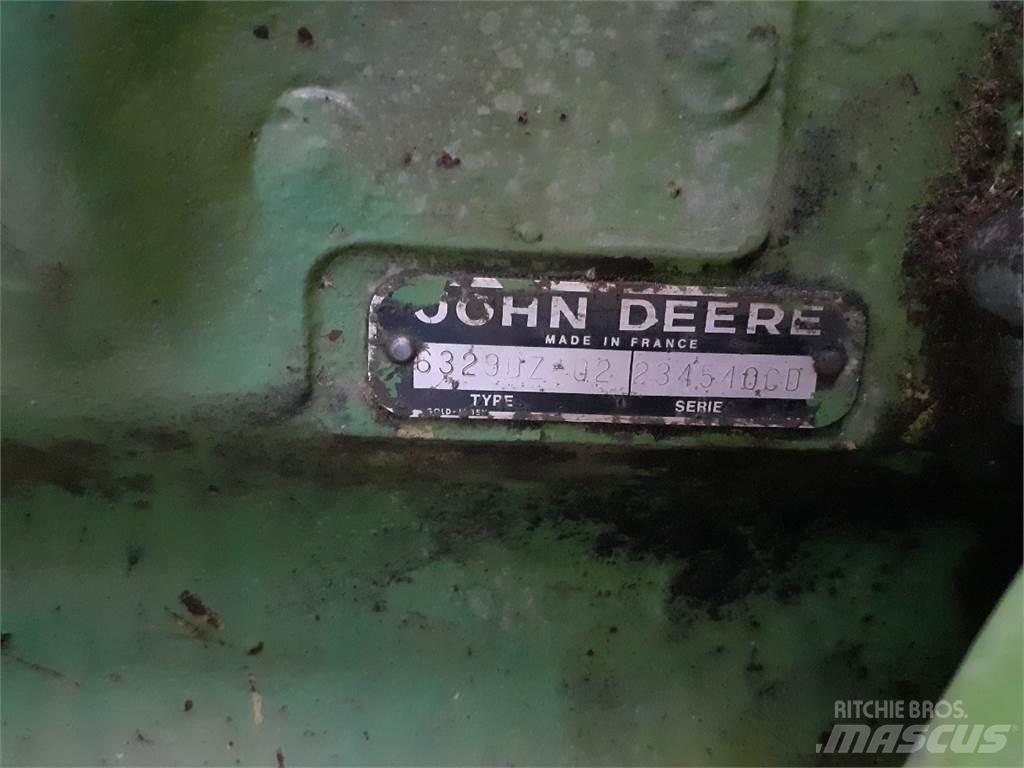 JOHN DEERE
MADE IN FRANCE
6329DZ-02 234540CD
TYPE SERIE
RITCHIE BROS.
MASCUS